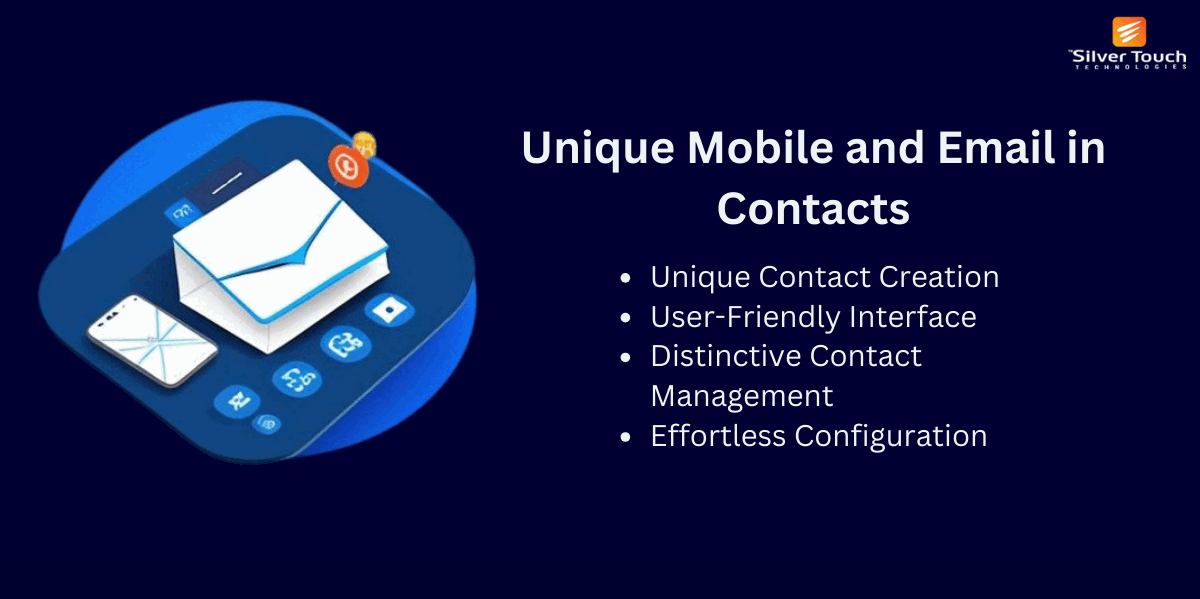 ™Silver Touch
TECHNOLOGIES
Unique Mobile and Email in
Contacts
• Unique Contact Creation
• User-Friendly Interface
• Distinctive Contact
Management
• Effortless Configuration